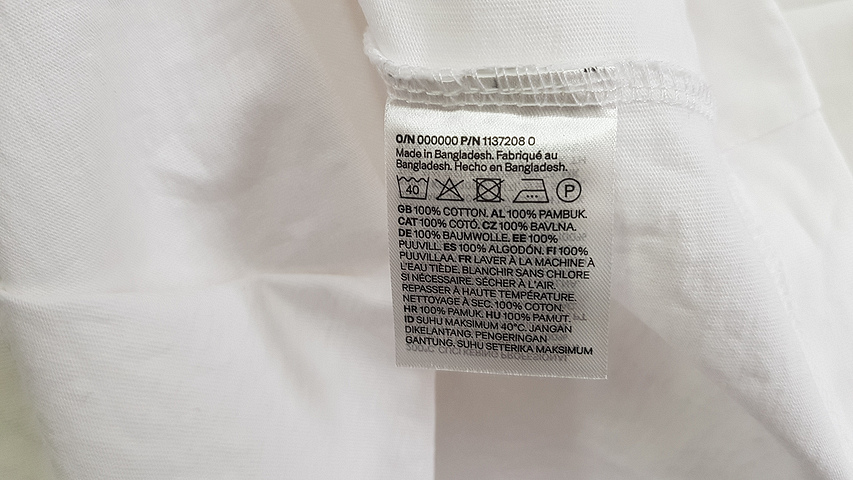 O/N 000000 P/N 1137208 0
Made in Bangladesh. Fabriqué au
Bangladesh. Hecho en Bangladesh.
40 P
GB 100% COTTON. AL 100% PAMBUK.
CAT 100% COTÓ. CZ 100% BAVLNA.
DE 100% BAUMWOLLE. EE 100%
PUUVILL. ES 100% ALGODÓN. FI 100%
PUUVILLAA. FR LAVER À LA MACHINE À
L'EAU TIÈDE. BLANCHIR SANS CHLORE
SI NÉCESSAIRE. SÉCHER À L'AIR.
REPASSER À HAUTE TEMPÉRATURE.
NETTOYAGE À SEC. 100% COTON.
HR 100% PAMUK. HU 100% PAMUT.
ID SUHU MAKSIMUM 40°C. JANGAN
DIKELANTANG. PENGERINGAN
GANTUNG. SUHU SETERIKA MAKSIMUM